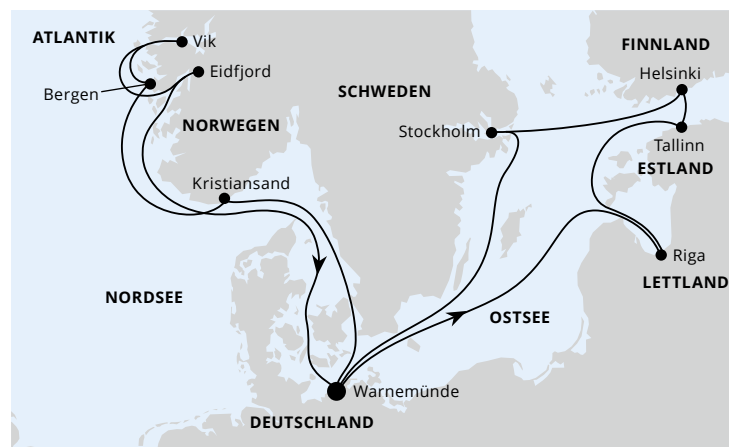 ATLANTIK
Vik
FINNLAND
Eidfjord
Helsinki
Bergen
SCHWEDEN
NORWEGEN
Stockholm
Tallinn
ESTLAND
Kristiansand
Riga
LETTLAND
NORDSEE
OSTSEE
Warnemünde
DEUTSCHLAND